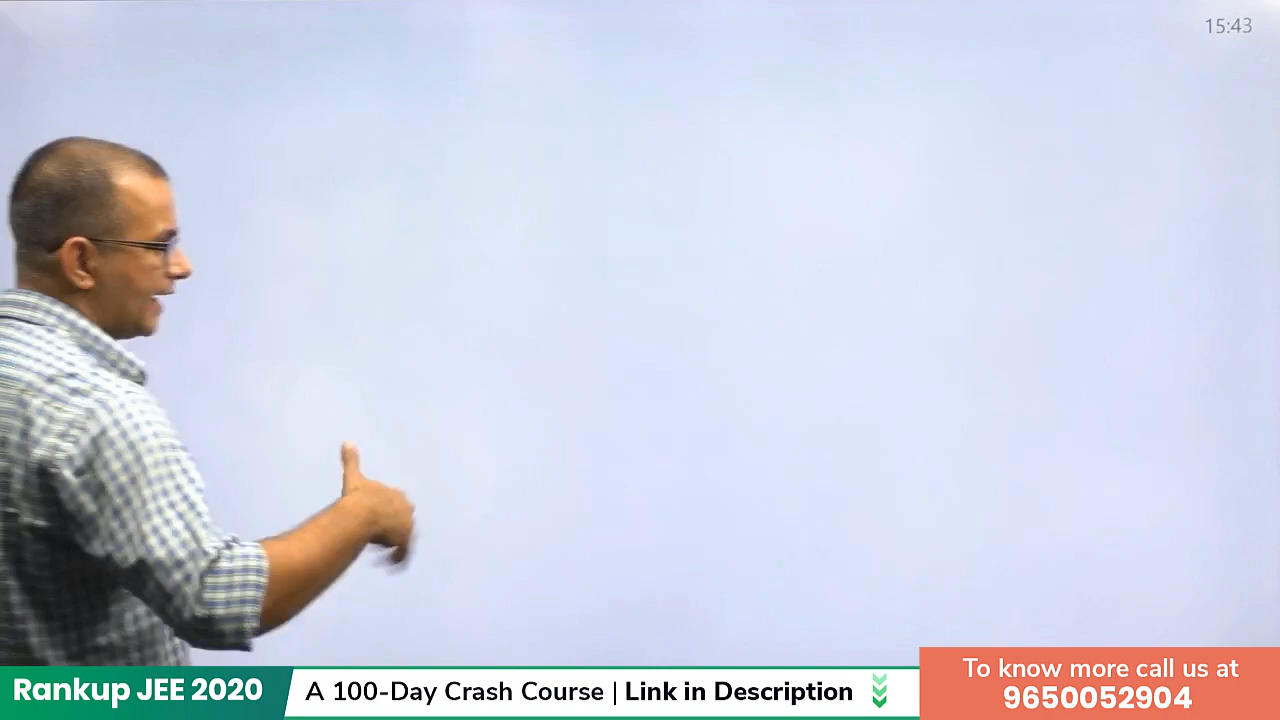 15:43
Rankup JEE 2020
A 100-Day Crash Course | Link in Description
To know more call us at
9650052904